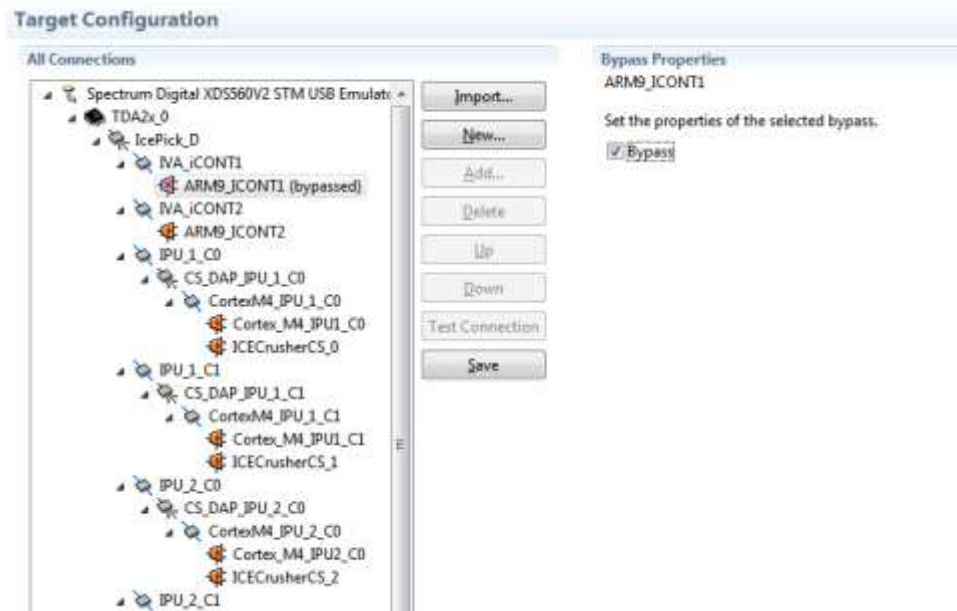 Target Configuration
All Connections
Spectrum Digital XDS560V2 STM USB Emulatc
TDA2x_0
IcePick_D
IVA_iCONT1
ARM9_ICONT1 (bypassed)
IVA_iCONT2
ARM9_ICONT2
IPU_1_C0
CS_DAP_IPU_1_C0
CortexM4_IPU_1_C0
Cortex_M4_IPU1_C0
ICECrusherCS_0
IPU_1_C1
CS_DAP_IPU_1_C1
CortexM4_IPU_1_C1
Cortex_M4_IPU1_C1
ICECrusherCS_1
IPU_2_C0
CS_DAP_IPU_2_C0
CortexM4_IPU_2_C0
Cortex_M4_IPU2_C0
ICECrusherCS_2
IPU_2_C1
Import...
New...
Add...
Delete
Up
Down
Test Connection
Save
Bypass Properties
ARM9_ICONT1
Set the properties of the selected bypass.
Bypass